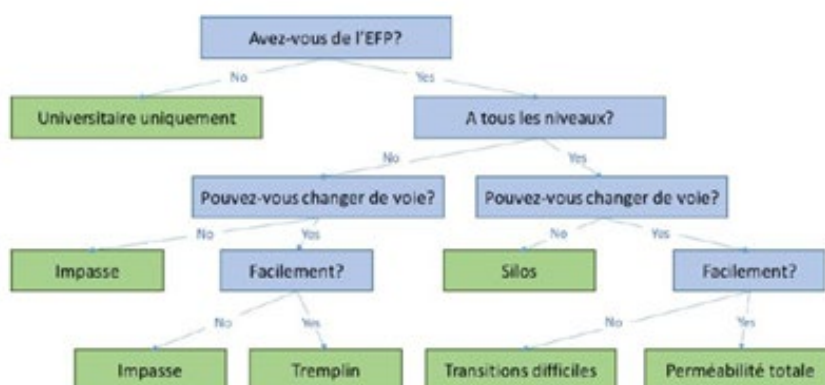 Avez-vous de l'EFP?
No
Yes
Universitaire uniquement
A tous les niveaux?
No
Yes
Pouvez-vous changer de voie?
Pouvez-vous changer de voie?
No
Yes
No
Yes
Impasse
Facilement?
Silos
Facilement?
No
Yes
No
Yes
Impasse
Tremplin
Transitions difficiles
Perméabilité totale